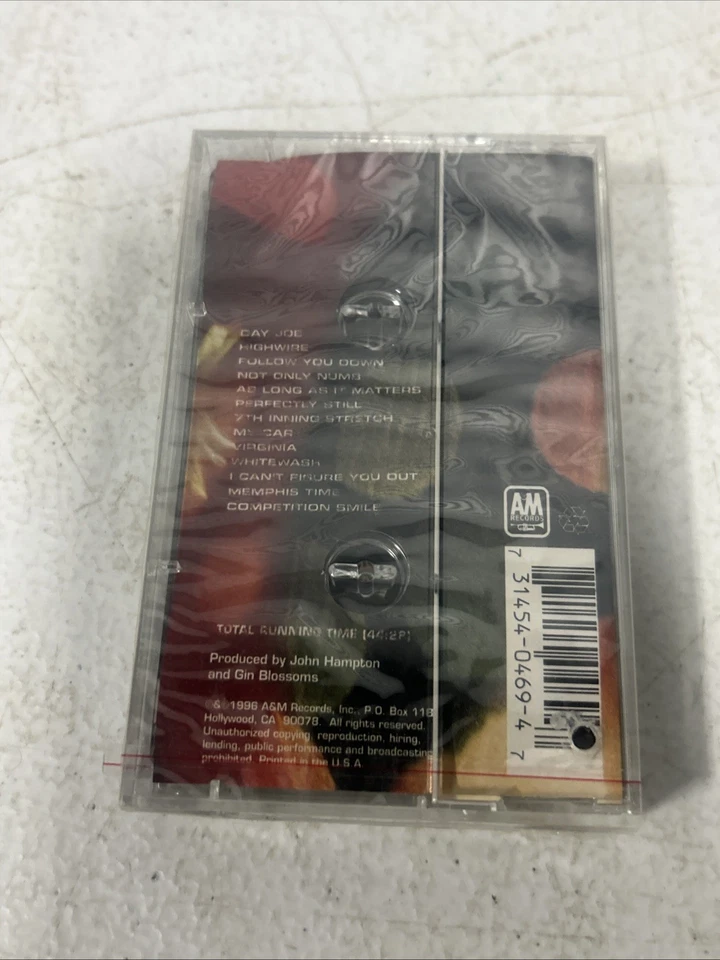 DAY JOE
HIGHWIRE
FOLLOW YOU DOWN
NOT ONLY NUMB
AS LONG AS IT MATTERS
PERFECTLY STILL
7TH INNING STRETCH
MY CAR
VIRGINIA
WHITEWASH
I CAN'T FIGURE YOU OUT
MEMPHIS TIME
COMPETITION SMILE
TOTAL RUNNING TIME
Produced by John Hampton
and Gin Blossoms
& 1996 A&M Records, Inc., P.O. Box 118
Hollywood, CA 90078. All rights reserved.
Unauthorized copying, reproduction, hiring,
lending, public performance and broadcasting
prohibited. Printed in the U.S.A.
A&M
RECORDS
7 31454-0469-4 7